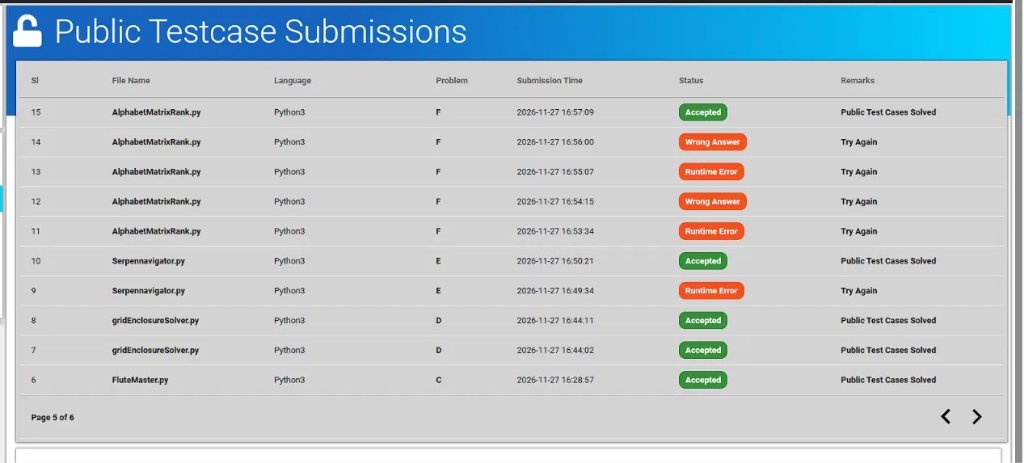 Public Testcase Submissions
Sl File Name Language Problem Submission Time Status Remarks
15 AlphabetMatrixRank.py Python3 F 2026-11-27 16:57:09 Accepted Public Test Cases Solved
14 AlphabetMatrixRank.py Python3 F 2026-11-27 16:56:00 Wrong Answer Try Again
13 AlphabetMatrixRank.py Python3 F 2026-11-27 16:55:07 Runtime Error Try Again
12 AlphabetMatrixRank.py Python3 F 2026-11-27 16:54:15 Wrong Answer Try Again
11 AlphabetMatrixRank.py Python3 F 2026-11-27 16:53:34 Runtime Error Try Again
10 Serpennavigator.py Python3 E 2026-11-27 16:50:21 Accepted Public Test Cases Solved
9 Serpennavigator.py Python3 E 2026-11-27 16:49:34 Runtime Error Try Again
8 gridEnclosureSolver.py Python3 D 2026-11-27 16:44:11 Accepted Public Test Cases Solved
7 gridEnclosureSolver.py Python3 D 2026-11-27 16:44:02 Accepted Public Test Cases Solved
6 FluteMaster.py Python3 C 2026-11-27 16:28:57 Accepted Public Test Cases Solved
Page 5 of 6